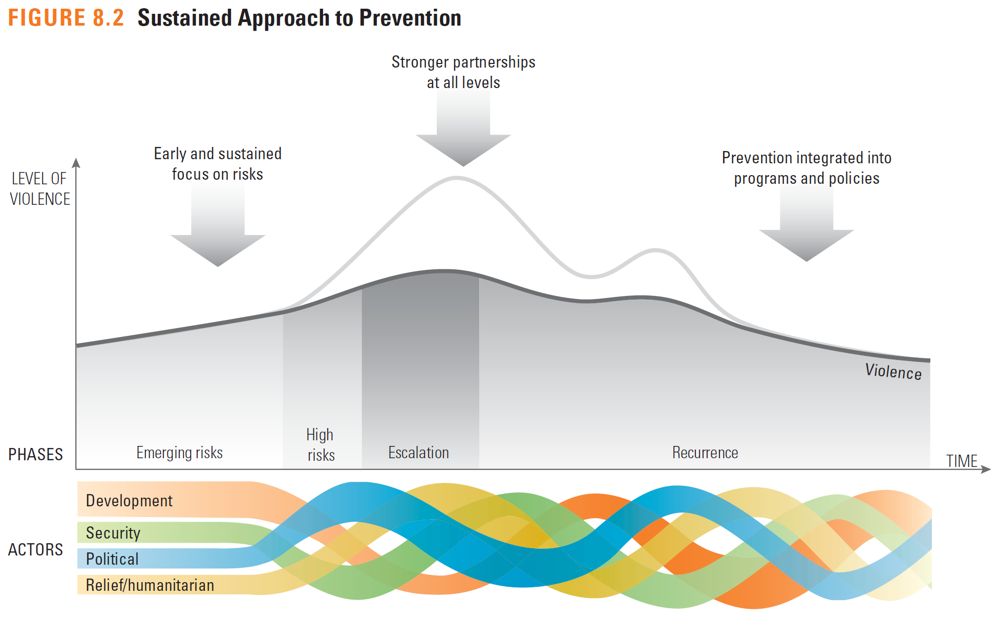 FIGURE 8.2 Sustained Approach to Prevention
Stronger partnerships
at all levels
Early and sustained
focus on risks
Prevention integrated into
programs and policies
LEVEL OF
VIOLENCE
Violence
PHASES
Emerging risks
High
risks
Escalation
Recurrence
TIME
ACTORS
Development
Security
Political
Relief/humanitarian